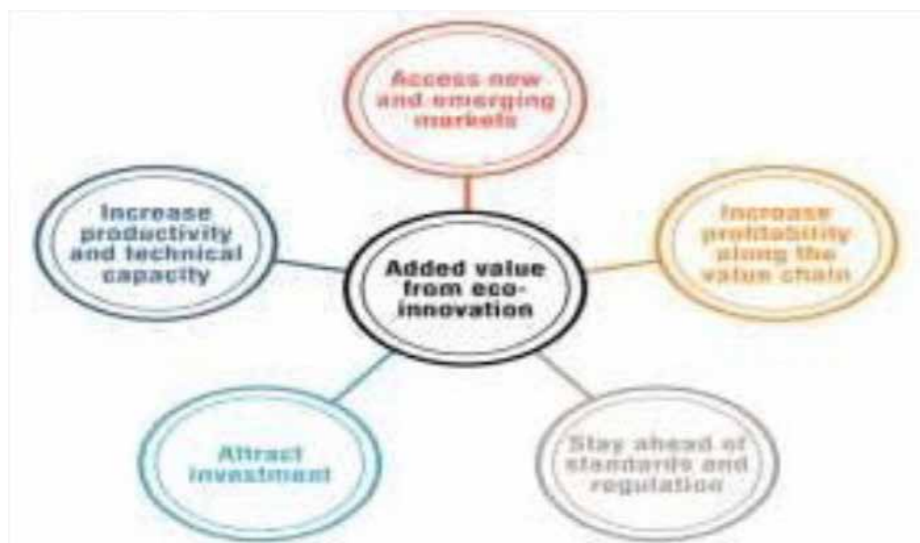 Access new
and emerging
markets
Increase
productivity
and technical
capacity
Added value
from eco-
innovation
Increase
profitability
along the
value chain
Attract
investment
Stay ahead of
standards and
regulation